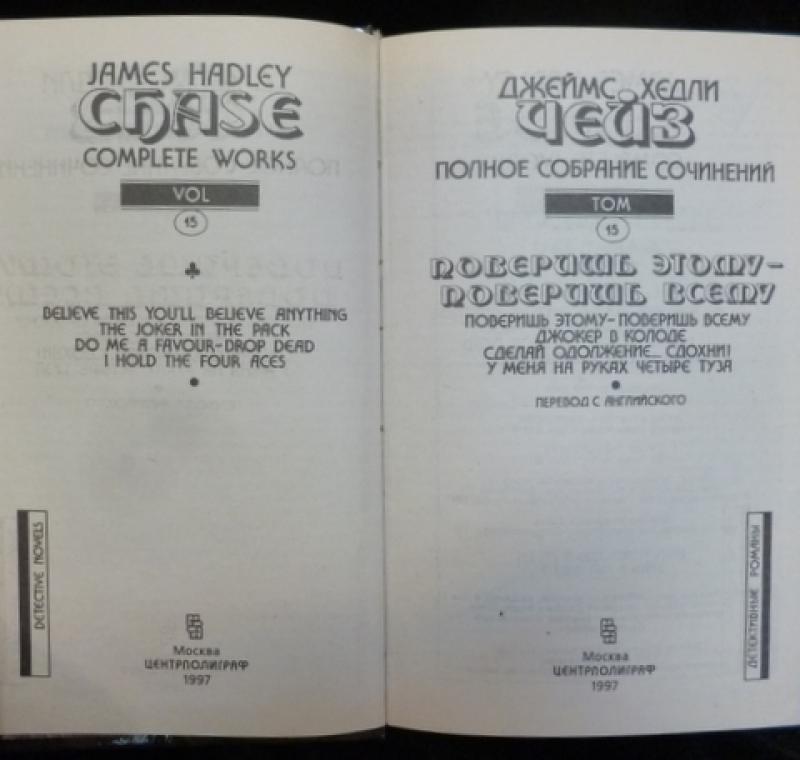 JAMES HADLEY
CHASE
COMPLETE WORKS
VOL
15
BELIEVE THIS YOU'LL BELIEVE ANYTHING
THE JOKER IN THE PACK
DO ME A FAVOUR-DROP DEAD
I HOLD THE FOUR ACES
DETECTIVE NOVELS
Москва
ЦЕНТРПОЛИГРАФ
1997
ДЖЕЙМС ХЕДЛИ
ЧЕЙЗ
ПОЛНОЕ СОБРАНИЕ СОЧИНЕНИЙ
ТОМ
15
ПОВЕРИШЬ ЭТОМУ-
ПОВЕРИШЬ ВСЕМУ
ПОВЕРИШЬ ЭТОМУ-ПОВЕРИШЬ ВСЕМУ
ДЖОКЕР В КОЛОДЕ
СДЕЛАЙ ОДОЛЖЕНИЕ... СДОХНИ!
У МЕНЯ НА РУКАХ ЧЕТЫРЕ ТУЗА
ПЕРЕВОД С АНГЛИЙСКОГО
ДЕТЕКТИВНЫЕ РОМАНЫ
Москва
ЦЕНТРПОЛИГРАФ
1997